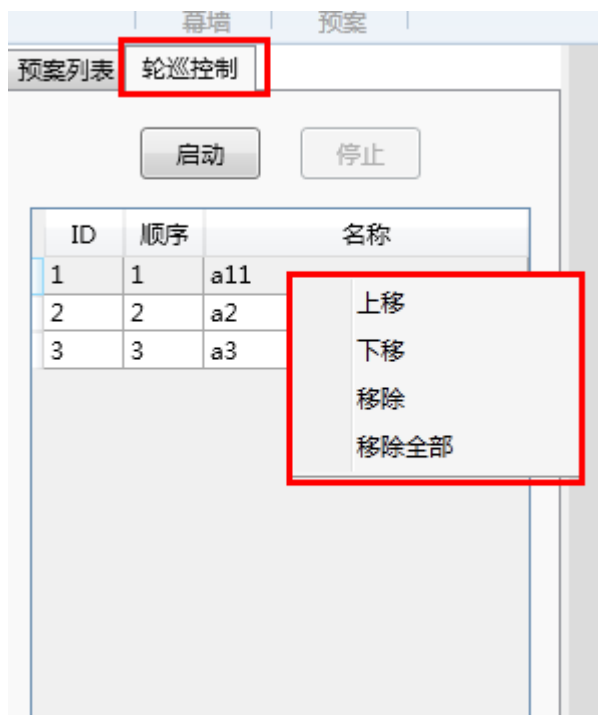 幕墙 预案
预案列表 轮巡控制
启动 停止
ID 顺序 名称
1 1 a11
2 2 a2
3 3 a3
上移
下移
移除
移除全部